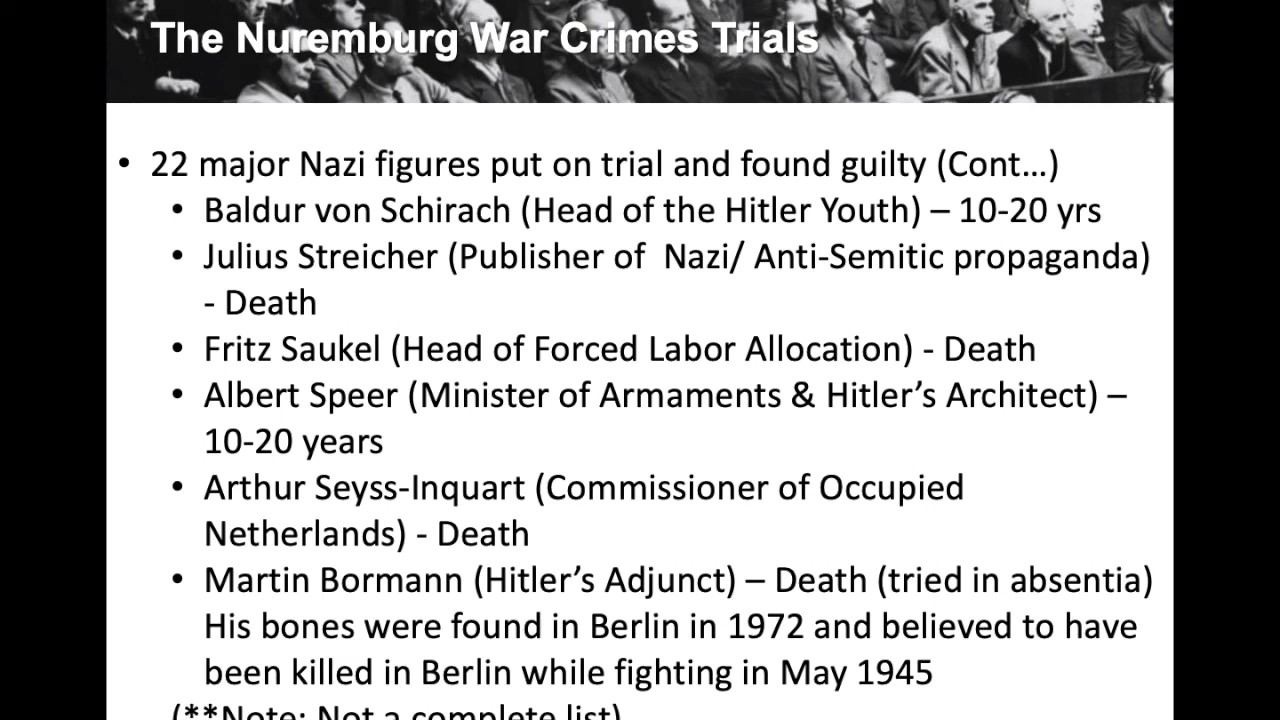 The Nuremburg War Crimes Trials
• 22 major Nazi figures put on trial and found guilty (Cont…)
• Baldur von Schirach (Head of the Hitler Youth) – 10-20 yrs
• Julius Streicher (Publisher of  Nazi/ Anti-Semitic propaganda)
- Death
• Fritz Saukel (Head of Forced Labor Allocation) - Death
• Albert Speer (Minister of Armaments & Hitler’s Architect) –
10-20 years
• Arthur Seyss-Inquart (Commissioner of Occupied
Netherlands) - Death
• Martin Bormann (Hitler’s Adjunct) – Death (tried in absentia)
His bones were found in Berlin in 1972 and believed to have
been killed in Berlin while fighting in May 1945
(**Note: Not a complete list)